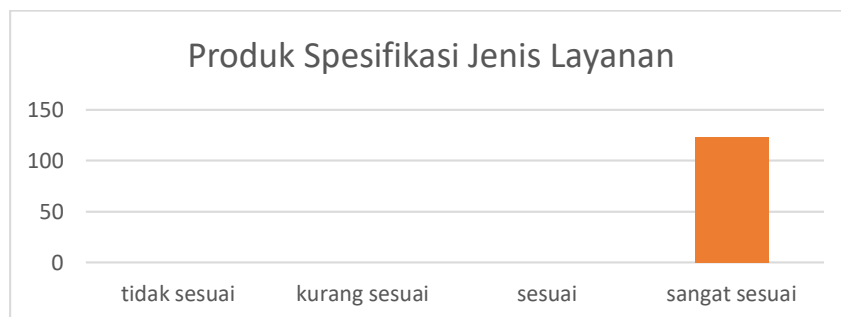 Produk Spesifikasi Jenis Layanan
150
100
50
0
tidak sesuai kurang sesuai sesuai sangat sesuai